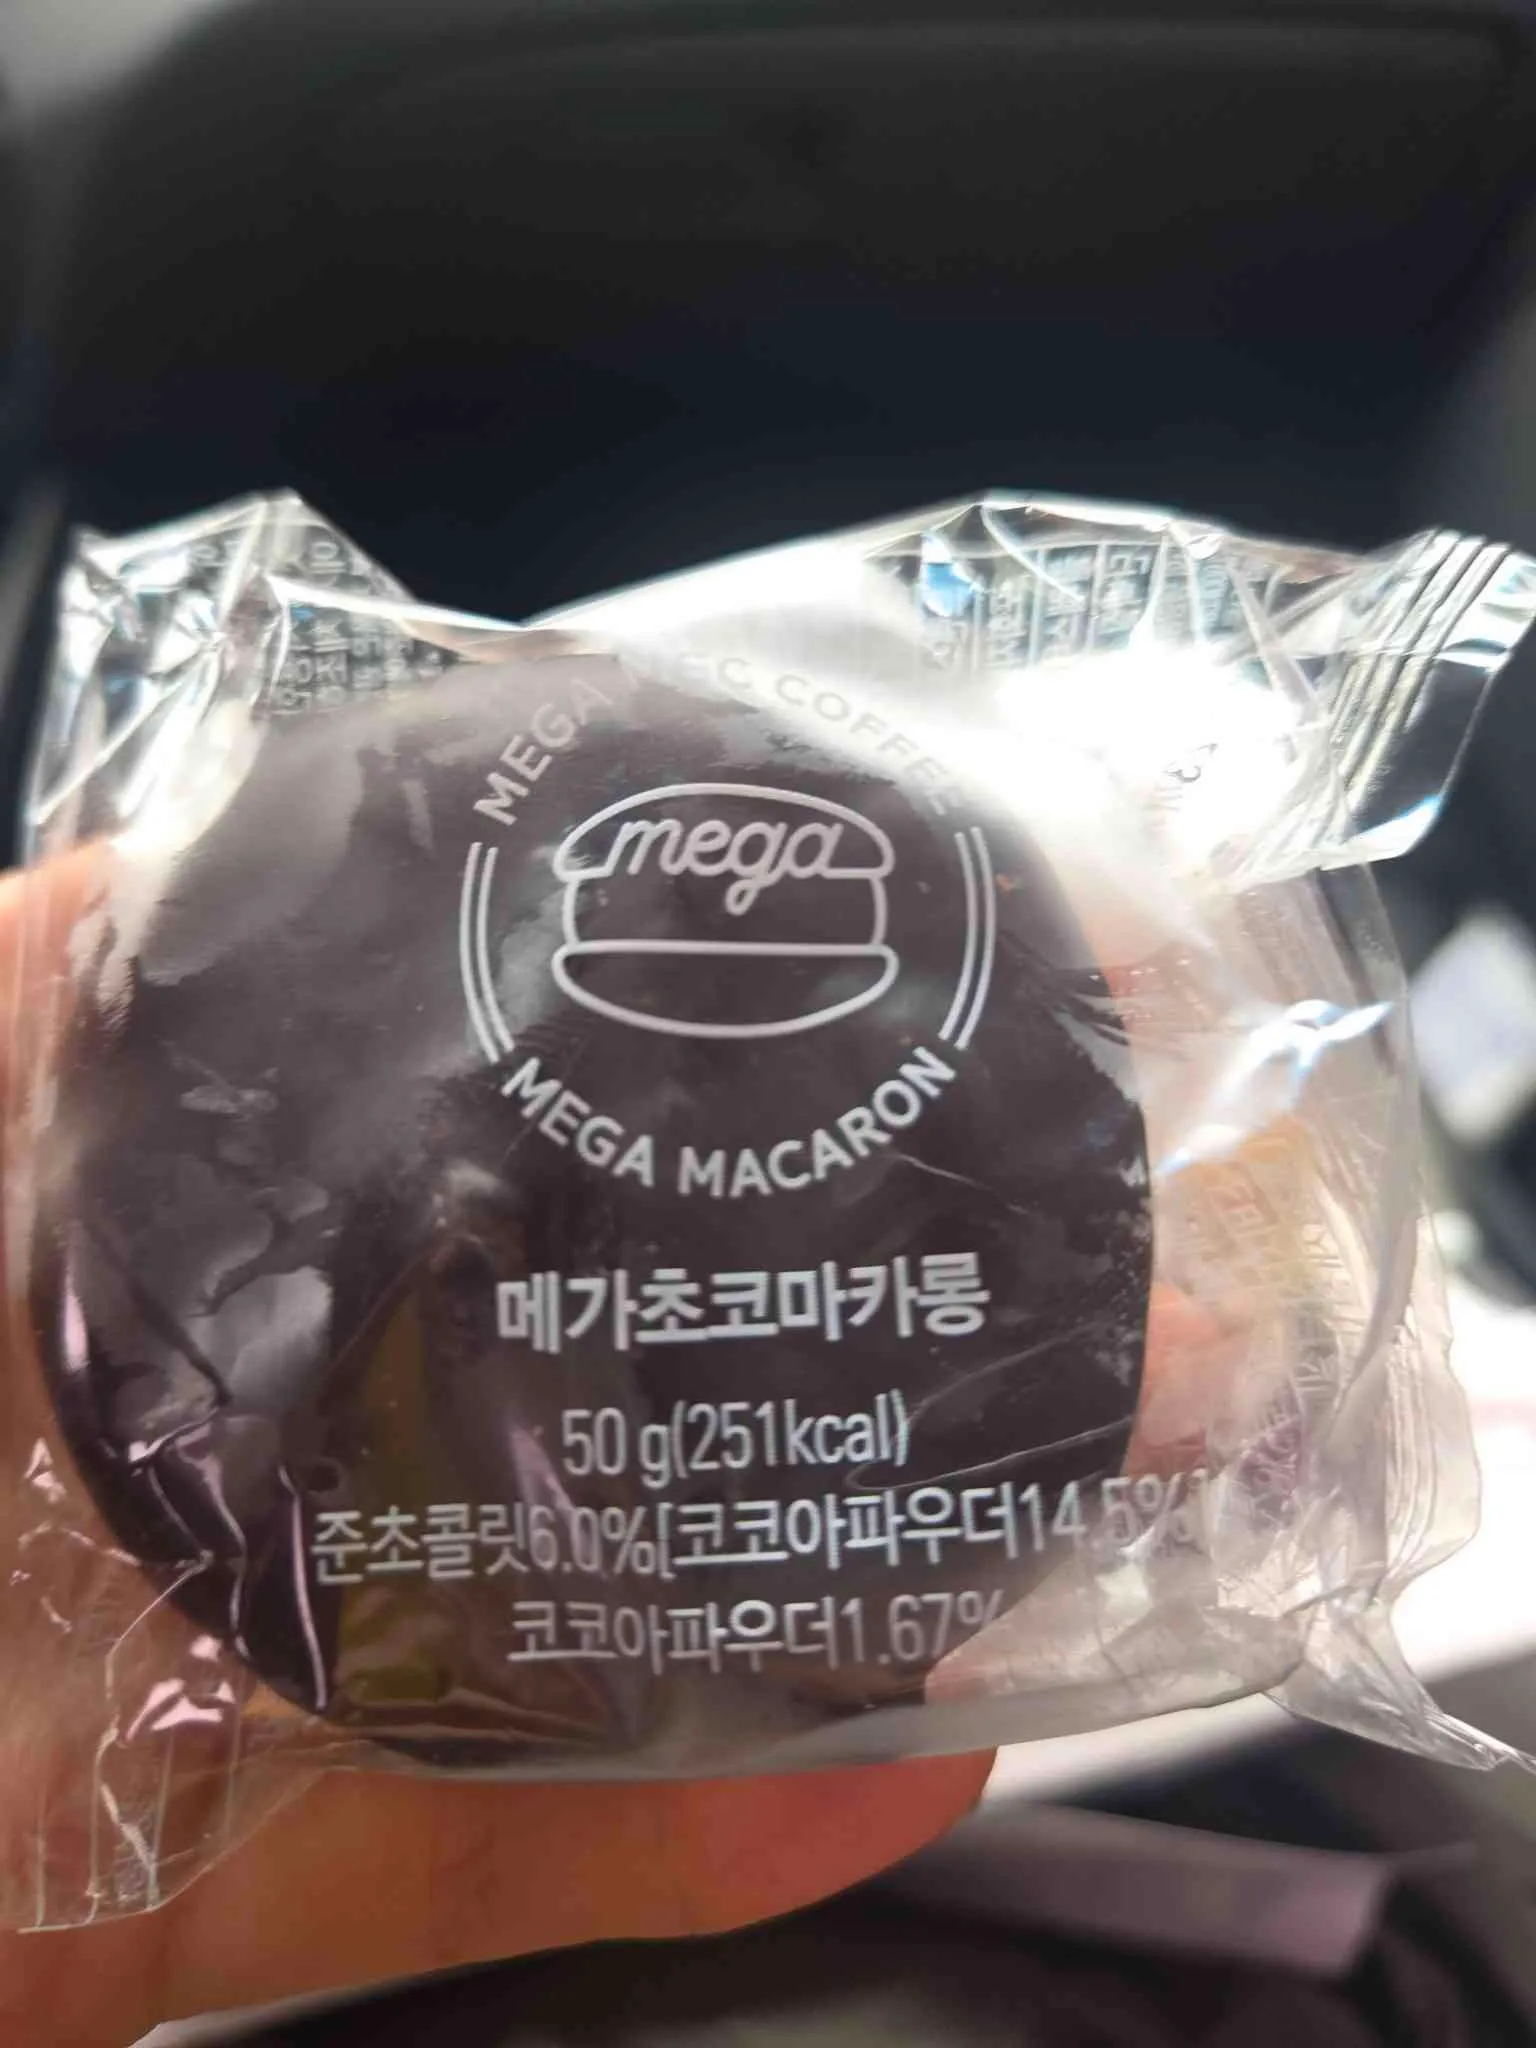 MEGA MGC COFFEE
mega
MEGA MACARON
메가초코마카롱
50 g(251kcal)
준초콜릿6.0%[코코아파우더14.5%]
코코아파우더1.67%